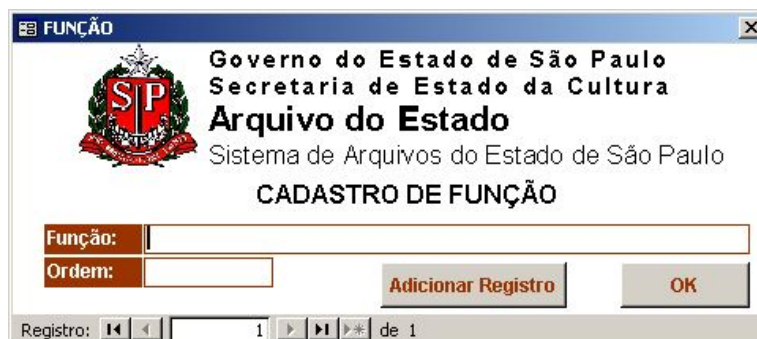 FUNÇÃO
Governo do Estado de São Paulo
Secretaria de Estado da Cultura
Arquivo do Estado
Sistema de Arquivos do Estado de São Paulo
CADASTRO DE FUNÇÃO
Função:
Ordem:
Adicionar Registro OK
Registro: 1 de 1